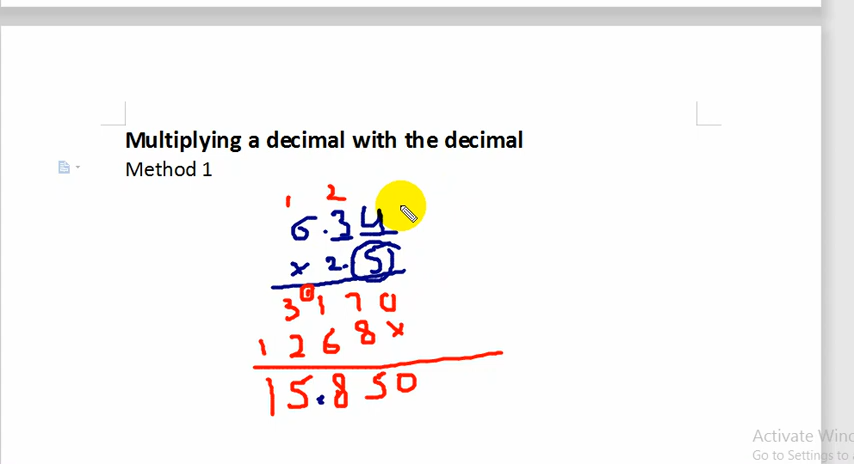 Multiplying a decimal with the decimal
Method 1
1 2
6.34
x 2.5
3170
1268x
15.850
Activate Wind
Go to Settings to